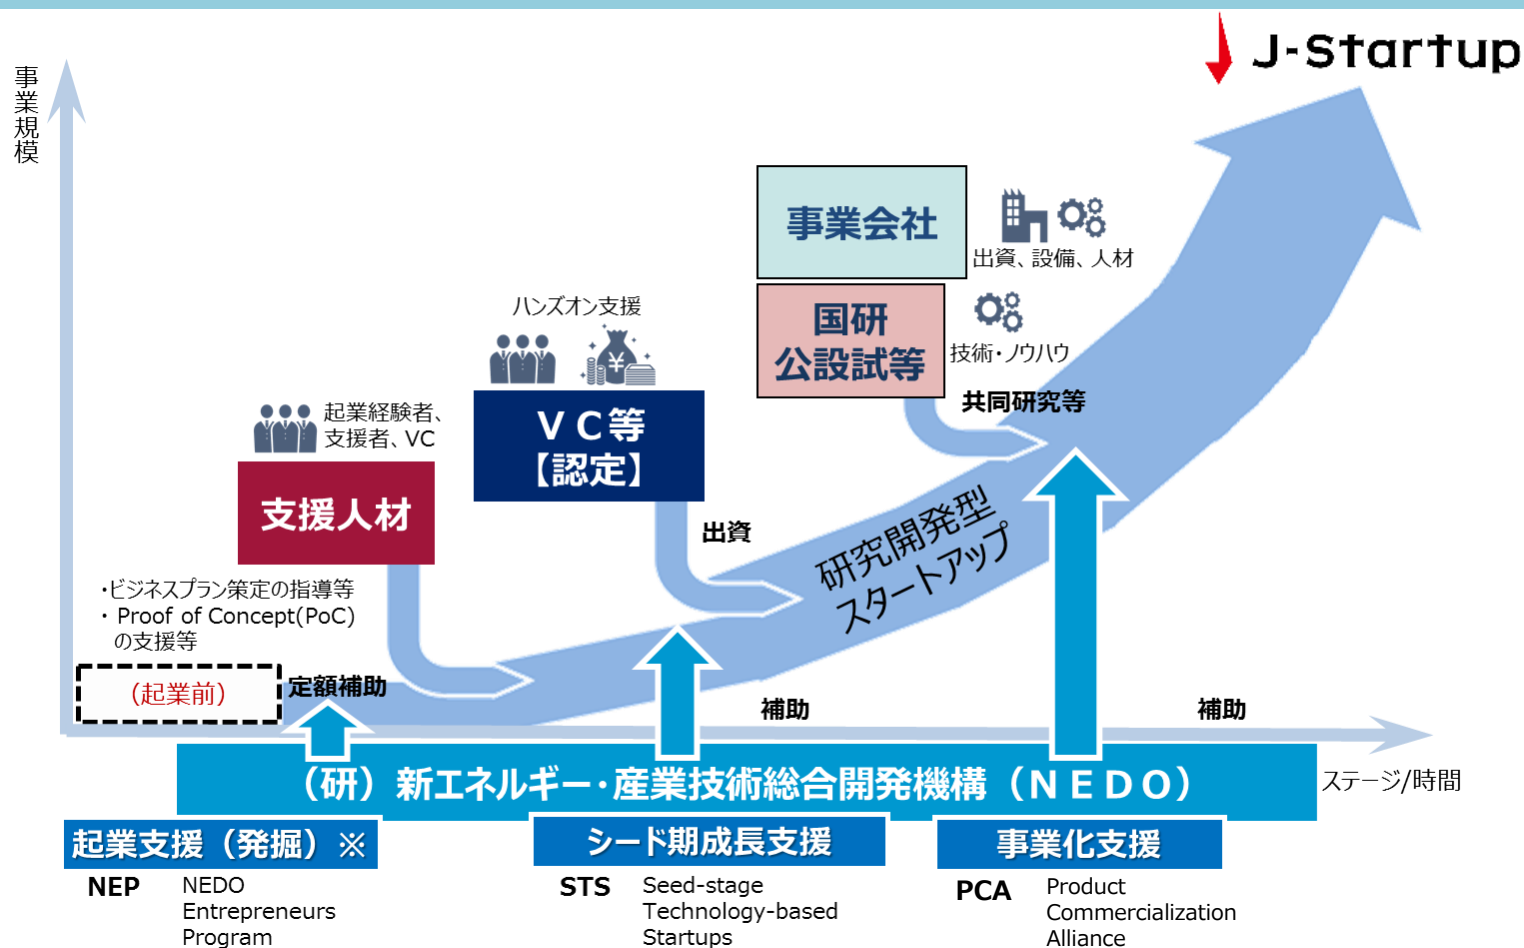 J-Startup
事業規模
事業会社
出資、設備、人材
国研
公設試等
技術・ノウハウ
共同研究等
ハンズオン支援
ＶＣ等
【認定】
出資
起業経験者、
支援者、VC
支援人材
・ビジネスプラン策定の指導等
・ Proof of Concept(PoC)
の支援等
（起業前）
定額補助
研究開発型
スタートアップ
補助
補助
（研）新エネルギー・産業技術総合開発機構（ＮＥＤＯ）
ステージ/時間
起業支援（発掘）※
シード期成長支援
事業化支援
NEP
NEDO
Entrepreneurs
Program
STS
Seed-stage
Technology-based
Startups
PCA
Product
Commercialization
Alliance